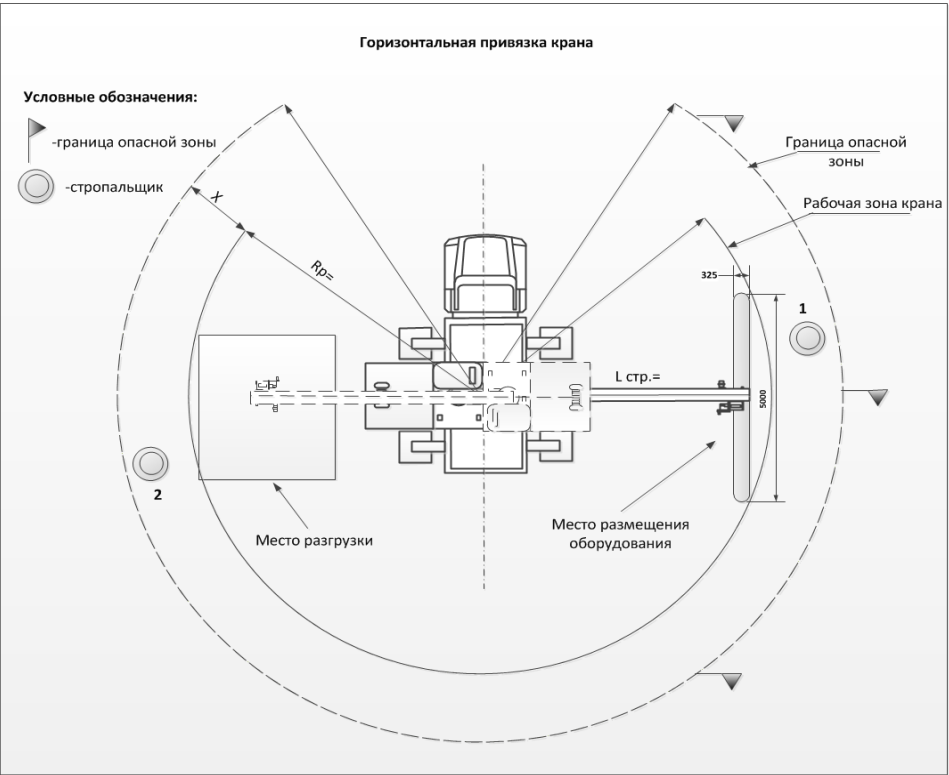 Горизонтальная привязка крана
Условные обозначения:
-граница опасной зоны
-стропальщик
Граница опасной
зоны
Рабочая зона крана
X
Rр=
325
1
L стр.=
5000
2
Место разгрузки
Место размещения
оборудования